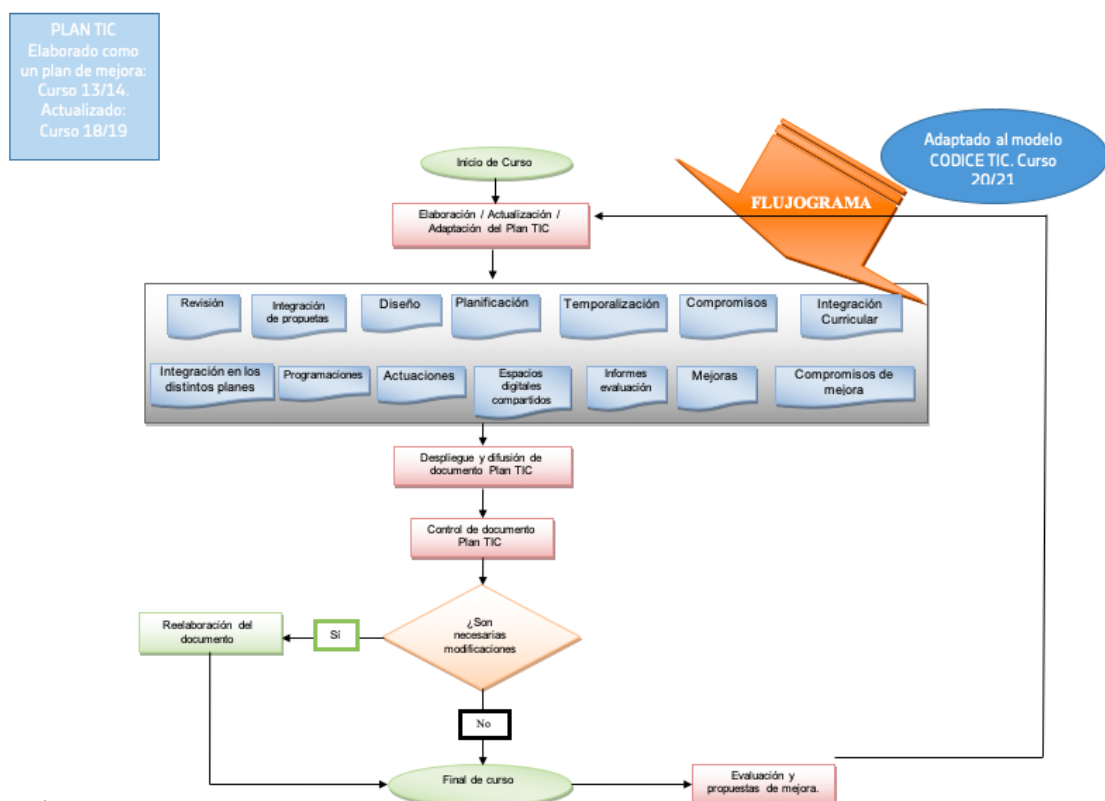 PLAN TIC
Elaborado como
un plan de mejora:
Curso 13/14.
Actualizado:
Curso 18/19
Adaptado al modelo
CODICE TIC. Curso
20/21
FLUJOGRAMA
Inicio de Curso
Elaboración / Actualización /
Adaptación del Plan TIC
Revisión
Integración
de propuetas
Diseño
Planificación
Temporalización
Compromisos
Integración
Curricular
Integración en los
distintos planes
Programaciones
Actuaciones
Espacios
digitales
compartidos
Informes
evaluación
Mejoras
Compromisos de
mejora
Despliegue y difusión de
documento Plan TIC
Control de documento
Plan TIC
¿Son
necesarias
modificaciones
Sí
Reelaboración del
documento
No
Final de curso
Evaluación y
propuestas de mejora.